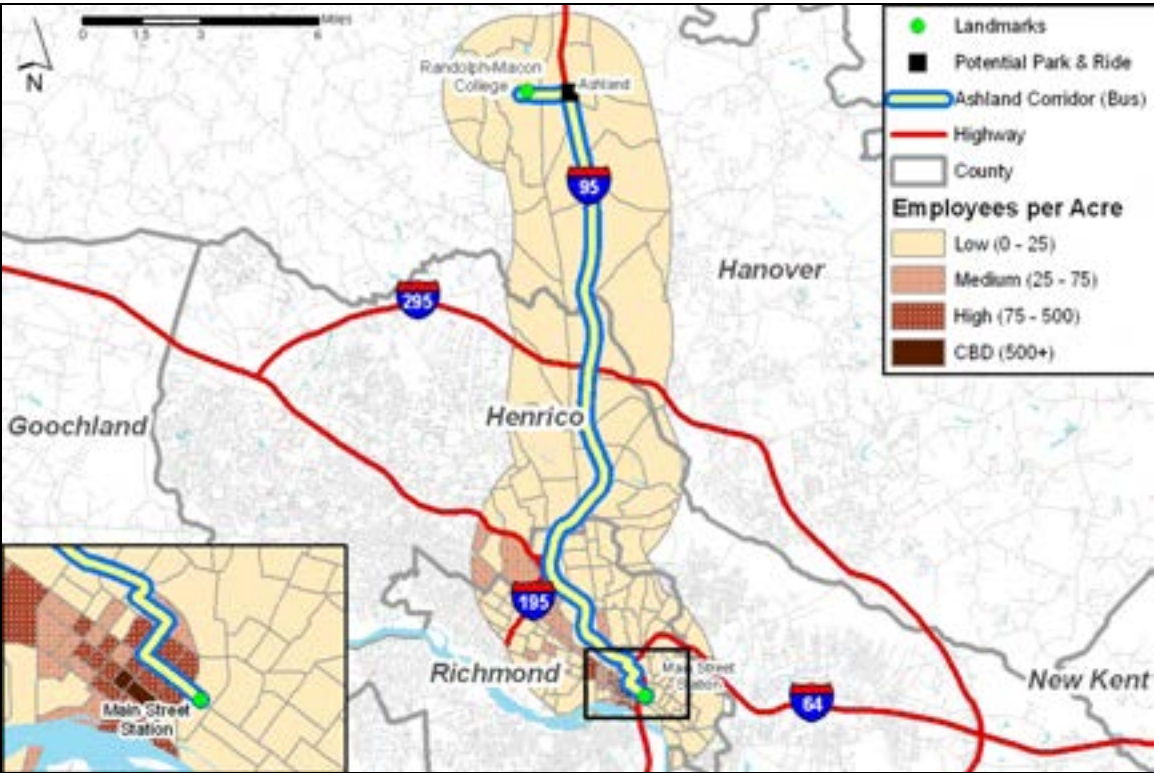 Miles
0 1.5 3 6
N
Randolph-Macon
College
Ashland
95
295
Hanover
Goochland
Henrico
195
Richmond
Main Street
Station
64
New Kent
Main Street
Station
Landmarks
Potential Park & Ride
Ashland Corridor (Bus)
Highway
County
Employees per Acre
Low (0 - 25)
Medium (25 - 75)
High (75 - 500)
CBD (500+)